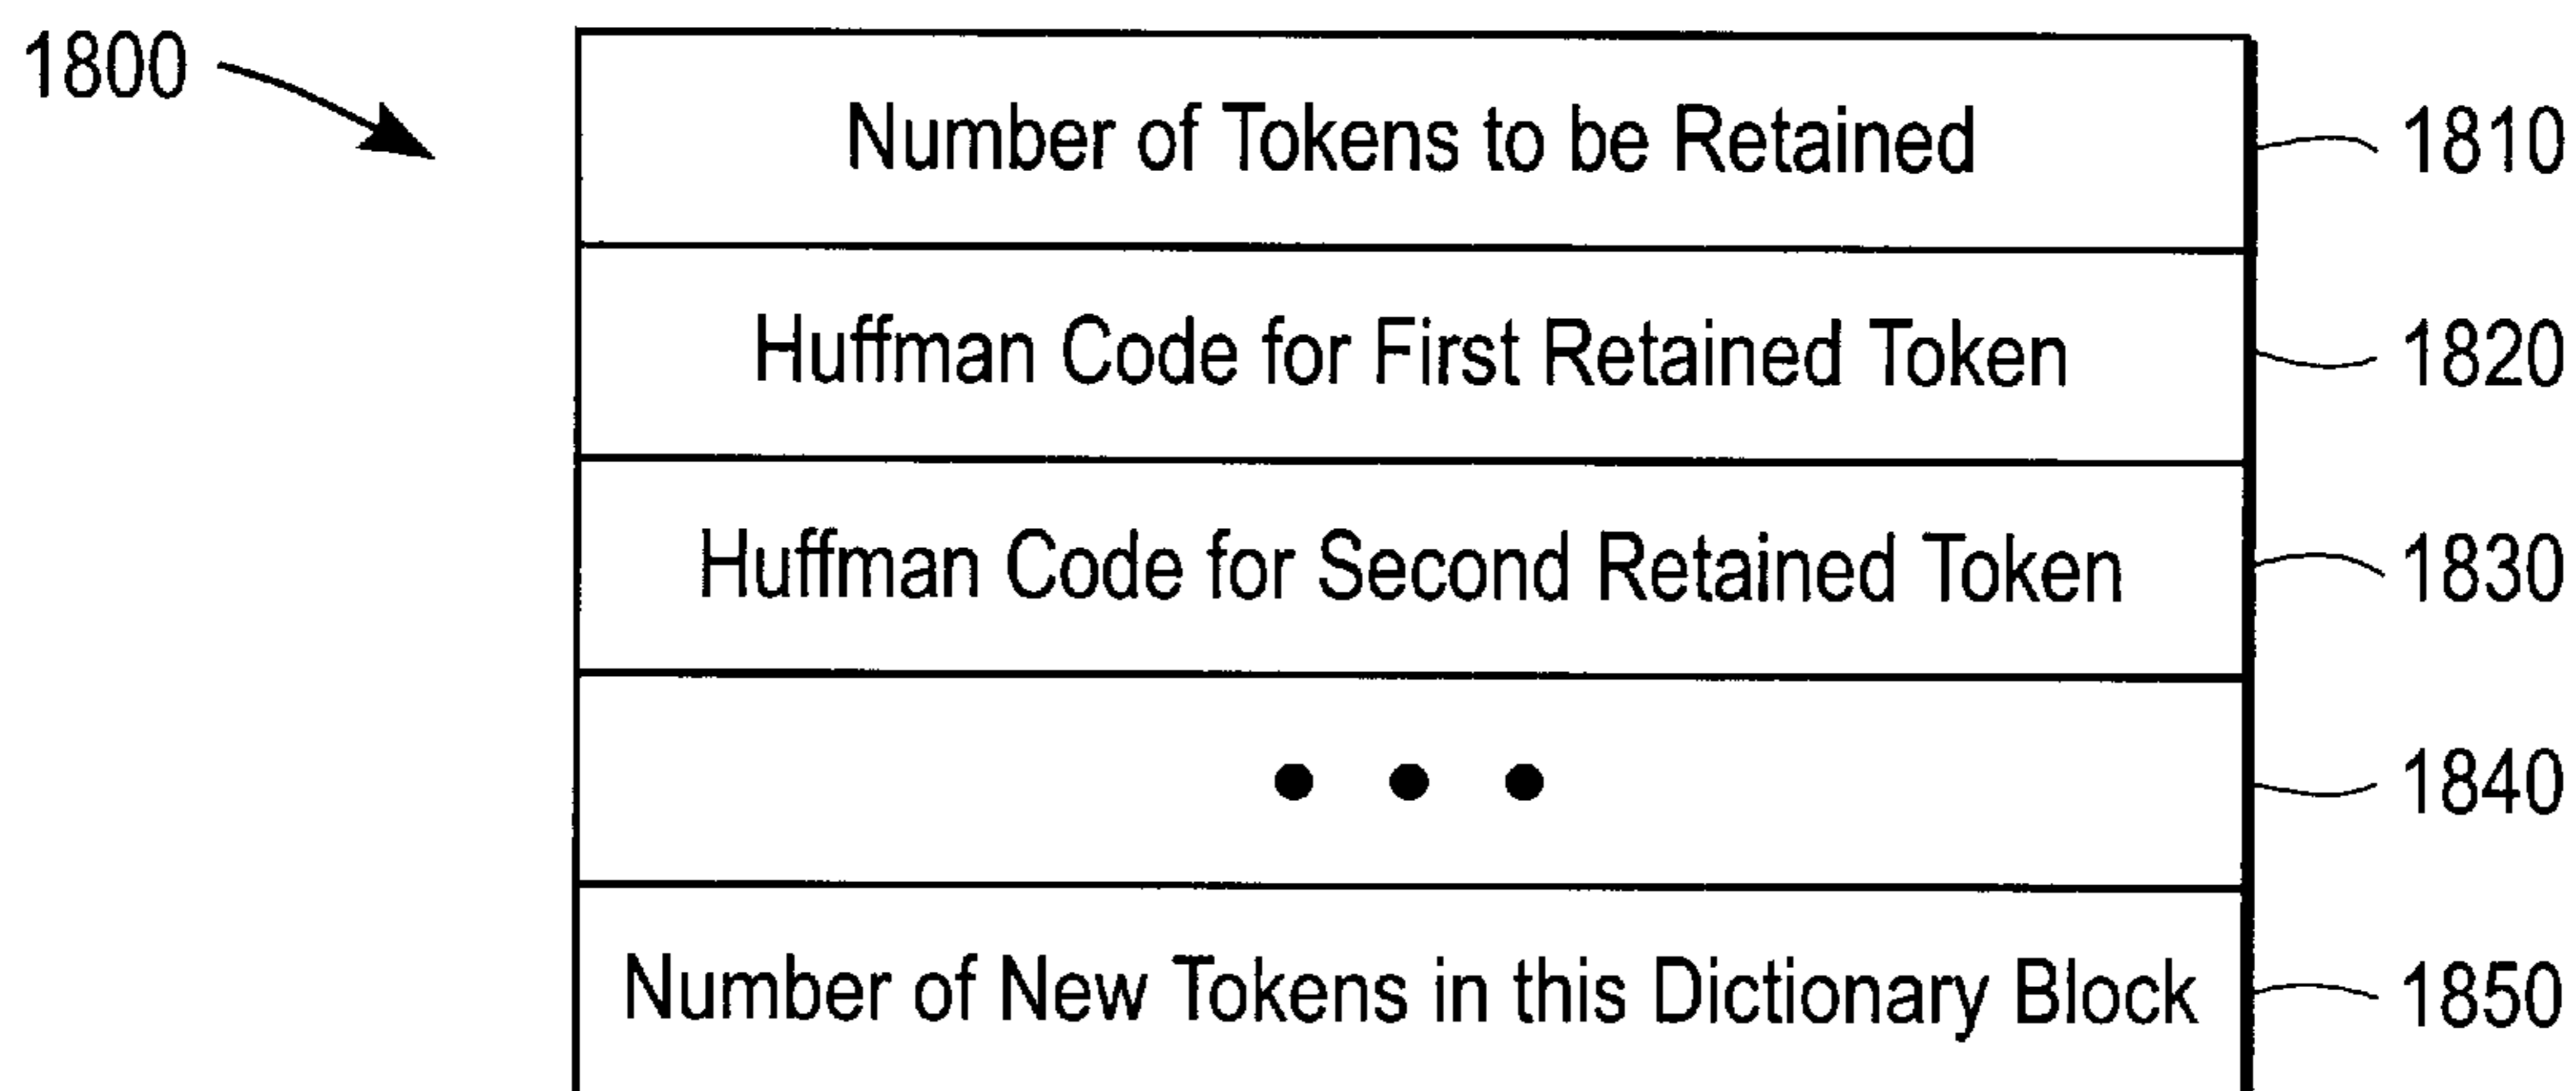 1800
Number of Tokens to be Retained 1810
Huffman Code for First Retained Token 1820
Huffman Code for Second Retained Token 1830
• • • 1840
Number of New Tokens in this Dictionary Block 1850